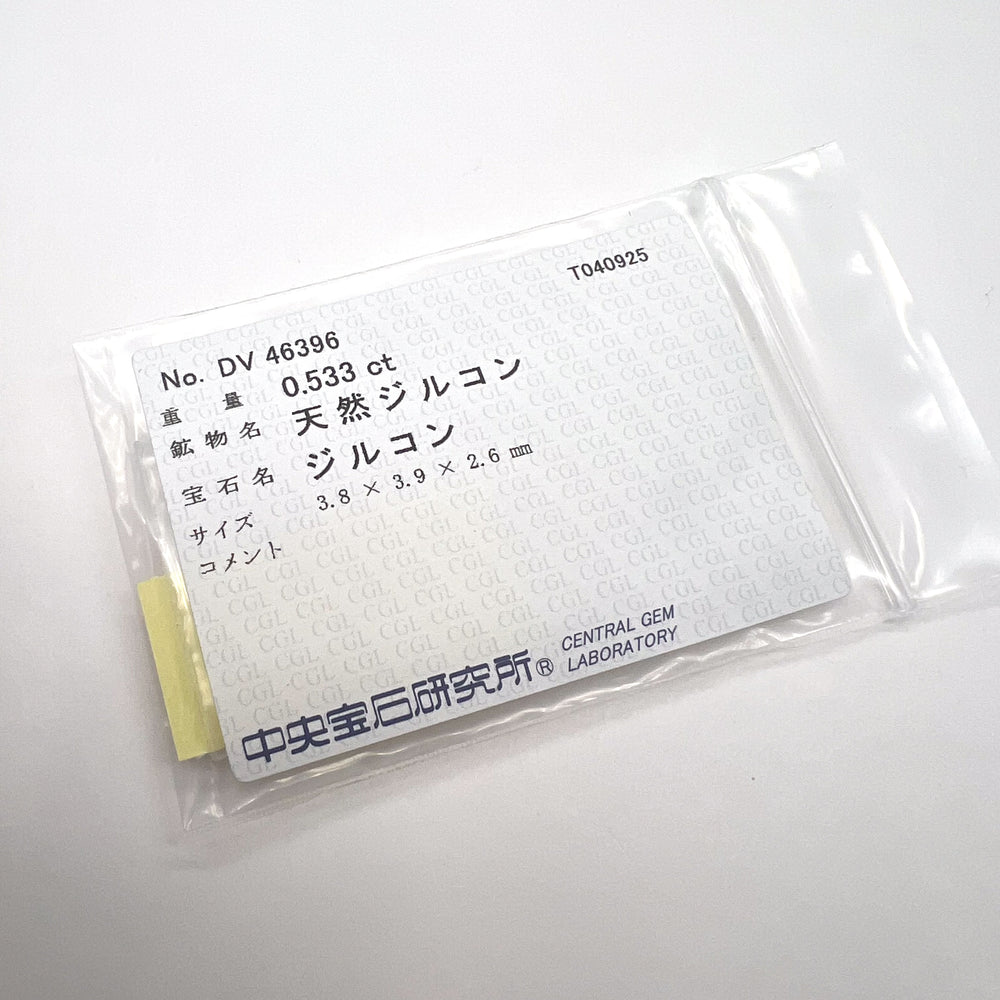 T040925
No. DV 46396
重量 0.533 ct
鉱物名 天然ジルコン
宝石名 ジルコン
サイズ 3.8 × 3.9 × 2.6 mm
コメント
中央宝石研究所® CENTRAL GEM
LABORATORY